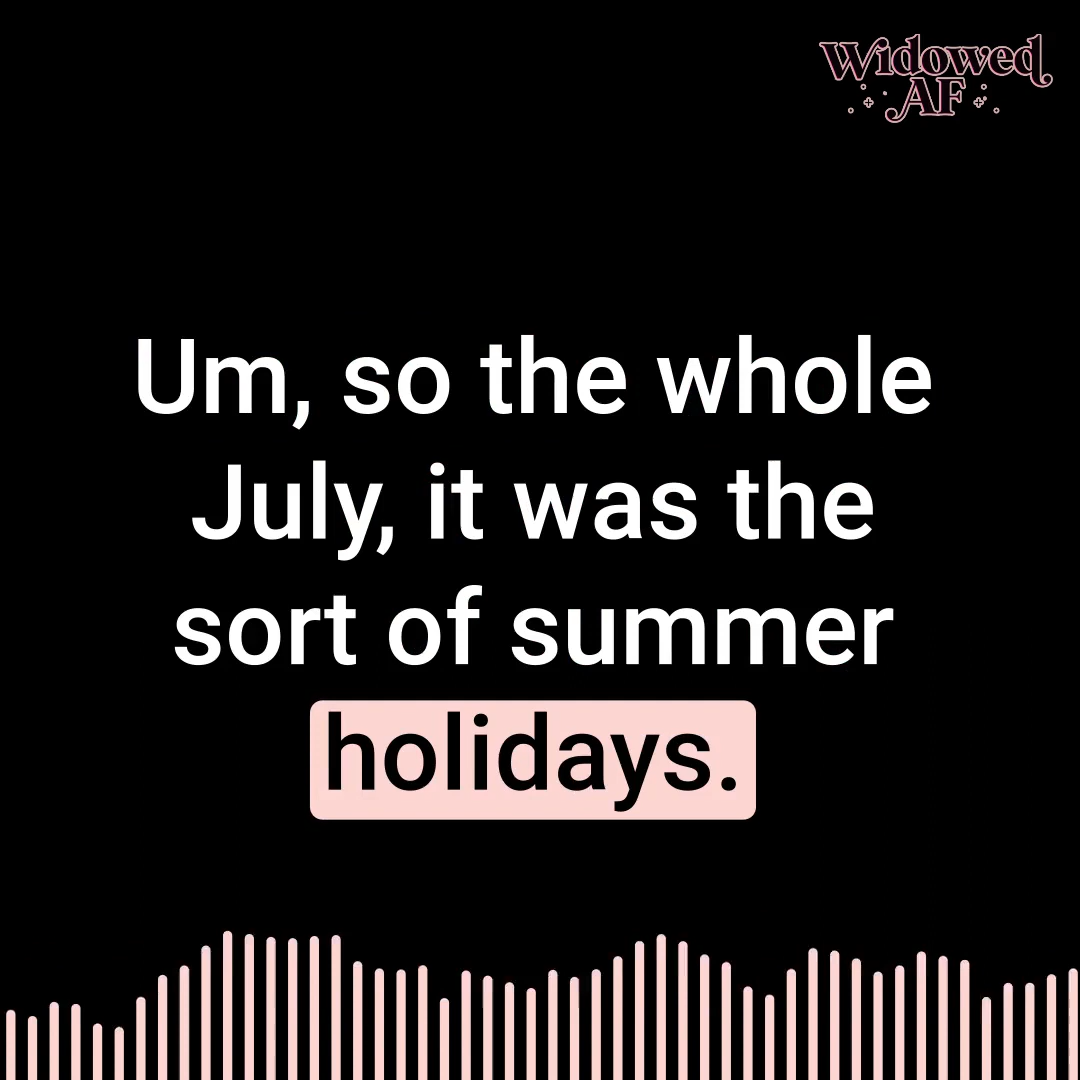 Widowed
AF
Um, so the whole
July, it was the
sort of summer
holidays.